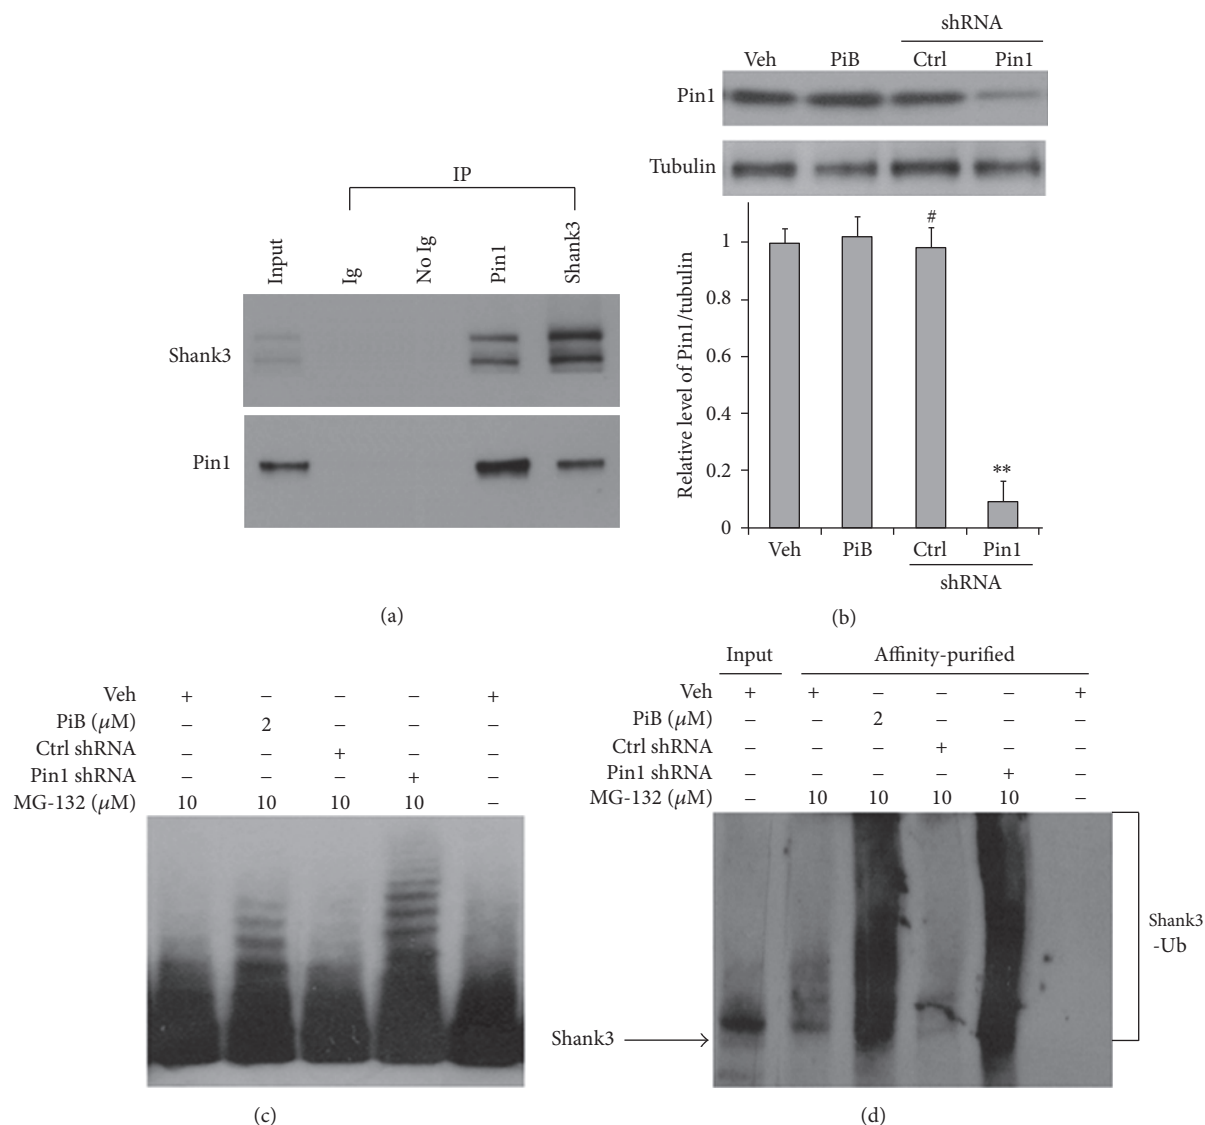 IP
Input
Ig
No Ig
Pin1
Shank3
Shank3
Pin1
(a)
shRNA
Veh PiB Ctrl Pin1
Pin1
Tubulin
Relative level of Pin1/tubulin
1
0.8
0.6
0.4
0.2
0
#
**
Veh PiB Ctrl Pin1
shRNA
(b)
Veh + – – – +
PiB (μM) – 2 – – –
Ctrl shRNA – – + – –
Pin1 shRNA – – – + –
MG-132 (μM) 10 10 10 10 –
(c)
Input Affinity-purified
Veh + + – – – +
PiB (μM) – – 2 – – –
Ctrl shRNA – – – + – –
Pin1 shRNA – – – – + –
MG-132 (μM) – 10 10 10 10 –
Shank3
-Ub
Shank3
(d)